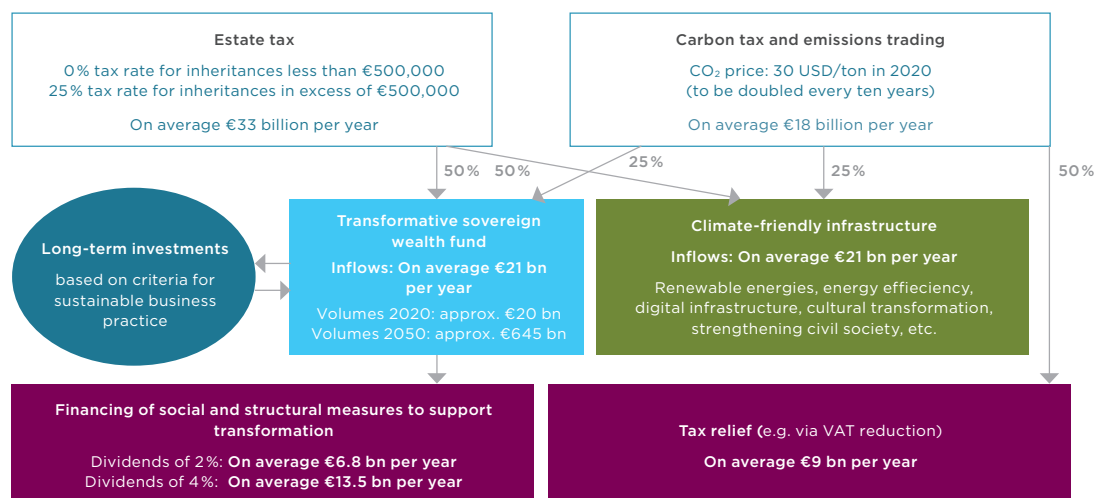 Estate tax
0% tax rate for inheritances less than €500,000
25% tax rate for inheritances in excess of €500,000
On average €33 billion per year
Carbon tax and emissions trading
CO₂ price: 30 USD/ton in 2020
(to be doubled every ten years)
On average €18 billion per year
50%
50%
25%
25%
50%
Long-term investments
based on criteria for
sustainable business
practice
Transformative sovereign
wealth fund
Inflows: On average €21 bn
per year
Volumes 2020: approx. €20 bn
Volumes 2050: approx. €645 bn
Climate-friendly infrastructure
Inflows: On average €21 bn per year
Renewable energies, energy effieciency,
digital infrastructure, cultural transformation,
strengthening civil society, etc.
Financing of social and structural measures to support
transformation
Dividends of 2%: On average €6.8 bn per year
Dividends of 4%: On average €13.5 bn per year
Tax relief (e.g. via VAT reduction)
On average €9 bn per year